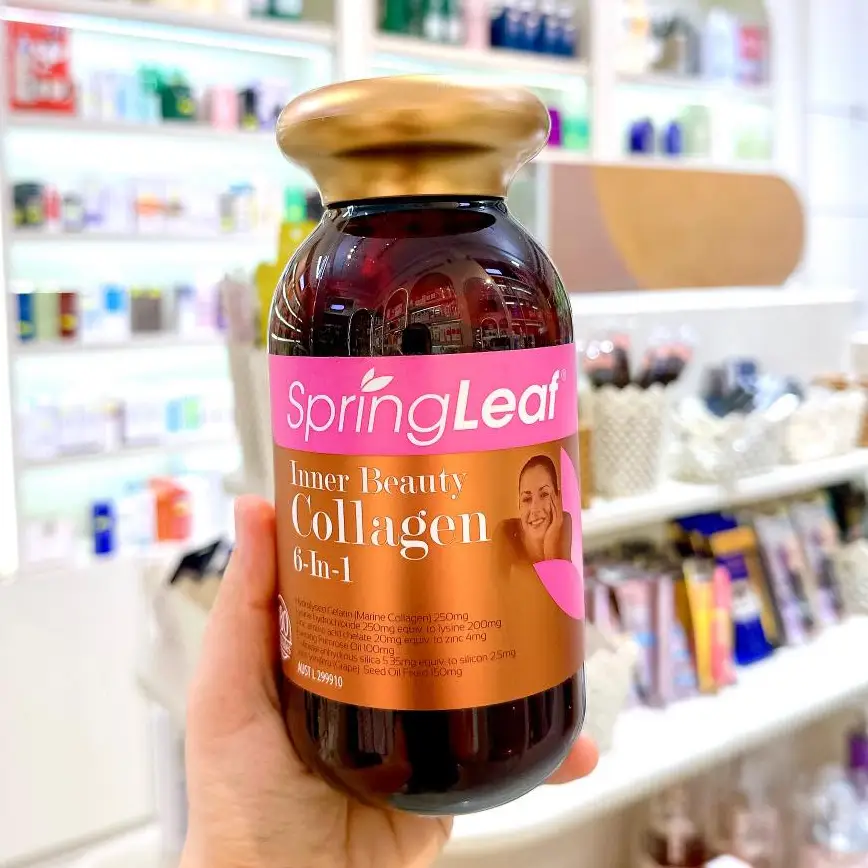 SpringLeaf®
Inner Beauty
Collagen
6-In-1
Hydrolysed Gelatin (Marine Collagen) 250mg
Lysine hydrochloride 250mg equiv. to lysine 200mg
Zinc amino acid chelate 20mg equiv. to zinc 4mg
Evening Primrose Oil 100mg
anhydrous silica 5.35mg equiv. to silicon 2.5mg
(Grape) Seed Oil 150mg
AUST L 299910